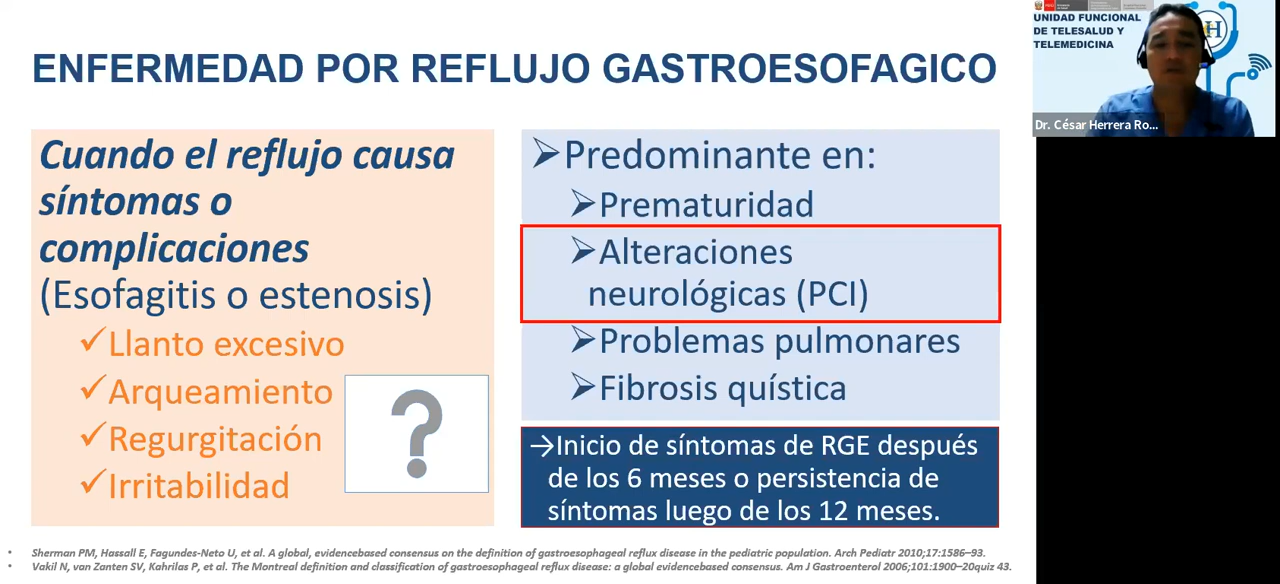 ENFERMEDAD POR REFLUJO GASTROESOFAGICO
UNIDAD FUNCIONAL
DE TELESALUD Y
TELEMEDICINA
H
Dr. César Herrera Ro...
Cuando el reflujo causa
síntomas o
complicaciones
(Esofagitis o estenosis)
✓Llanto excesivo
✓Arqueamiento
✓Regurgitación
✓Irritabilidad
?
➢Predominante en:
➢Prematuridad
➢Alteraciones
neurológicas (PCI)
➢Problemas pulmonares
➢Fibrosis quística
→Inicio de síntomas de RGE después
de los 6 meses o persistencia de
síntomas luego de los 12 meses.
• Sherman PM, Hassall E, Fagundes-Neto U, et al. A global, evidencebased consensus on the definition of gastroesophageal reflux disease in the pediatric population. Arch Pediatr 2010;17:1586–93.
• Vakil N, van Zanten SV, Kahrilas P, et al. The Montreal definition and classification of gastroesophageal reflux disease: a global evidencebased consensus. Am J Gastroenterol 2006;101:1900–20quiz 43.